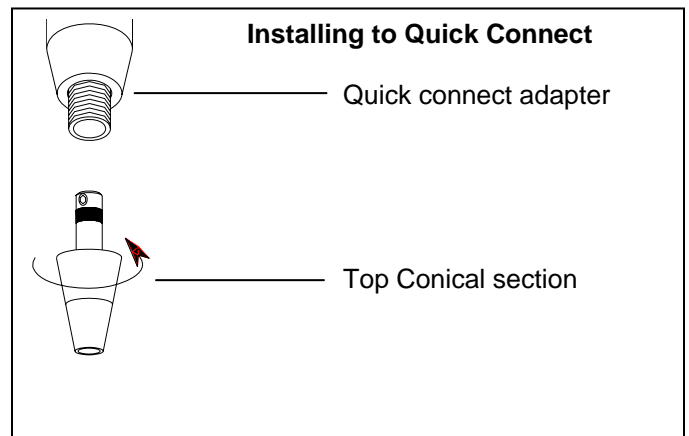 Installing to Quick Connect
Quick connect adapter
Top Conical section